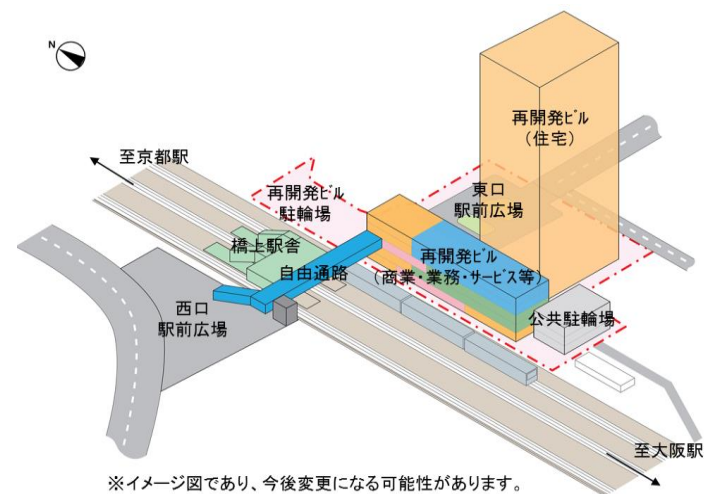 N
再開発ビル
（住宅）
至京都駅
再開発ビル
駐輪場
東口
駅前広場
橋上駅舎
自由通路
再開発ビル
（商業・業務・サービス等）
西口
駅前広場
公共駐輪場
至大阪駅
※イメージ図であり、今後変更になる可能性があります。